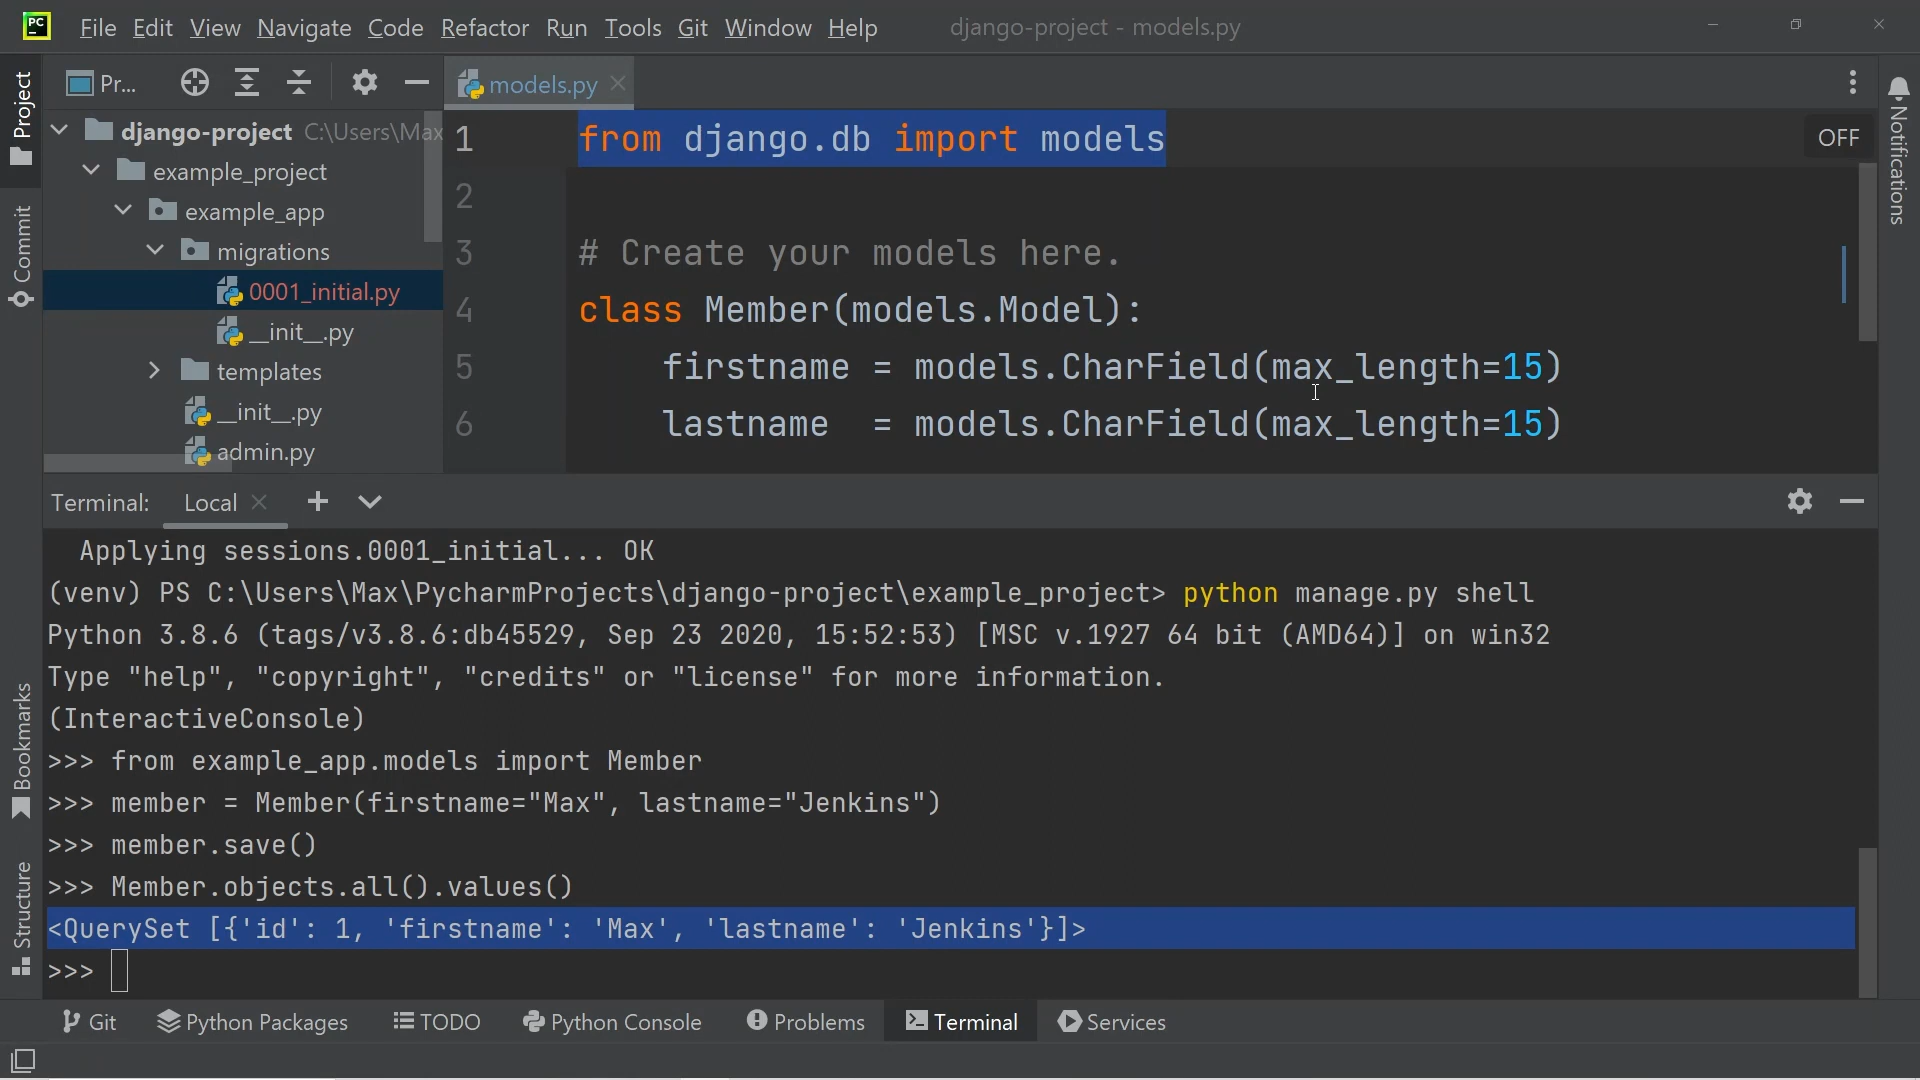 PC File Edit View Navigate Code Refactor Run Tools Git Window Help django-project - models.py
Project
Commit
Bookmarks
Structure
Pr...
django-project C:\Users\Max
example_project
example_app
migrations
0001_initial.py
__init__.py
templates
__init__.py
admin.py
models.py
OFF
Notifications
1 from django.db import models
2
3 # Create your models here.
4 class Member(models.Model):
5 firstname = models.CharField(max_length=15)
6 lastname  = models.CharField(max_length=15)
Terminal: Local
Applying sessions.0001_initial... OK
(venv) PS C:\Users\Max\PycharmProjects\django-project\example_project> python manage.py shell
Python 3.8.6 (tags/v3.8.6:db45529, Sep 23 2020, 15:52:53) [MSC v.1927 64 bit (AMD64)] on win32
Type "help", "copyright", "credits" or "license" for more information.
(InteractiveConsole)
>>> from example_app.models import Member
>>> member = Member(firstname="Max", lastname="Jenkins")
>>> member.save()
>>> Member.objects.all().values()
<QuerySet [{'id': 1, 'firstname': 'Max', 'lastname': 'Jenkins'}]>
>>>
Git Python Packages TODO Python Console Problems Terminal Services